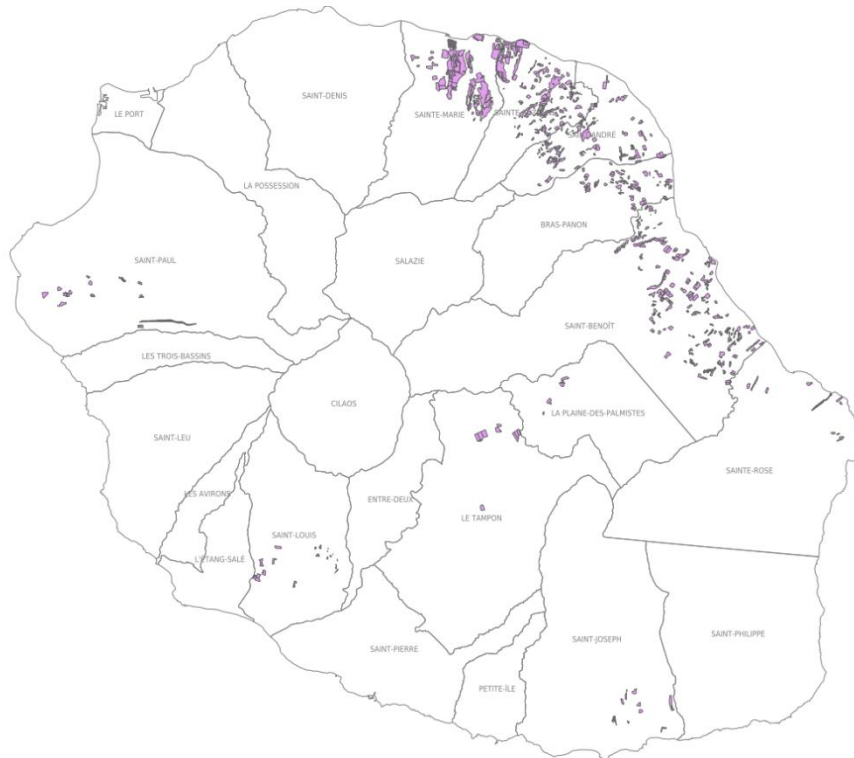 SAINT-DENIS
LE PORT
SAINTE-MARIE
LA POSSESSION
BRAS-PANON
SAINT-PAUL
SALAZIE
SAINT-BENOÎT
LES TROIS-BASSINS
CILAOS
LA PLAINE-DES-PALMISTES
SAINT-LEU
SAINTE-ROSE
LES AVIRONS
ENTRE-DEUX
LE TAMPON
SAINT-LOUIS
L'ÉTANG-SALÉ
SAINT-PHILIPPE
SAINT-JOSEPH
SAINT-PIERRE
PETITE-ÎLE